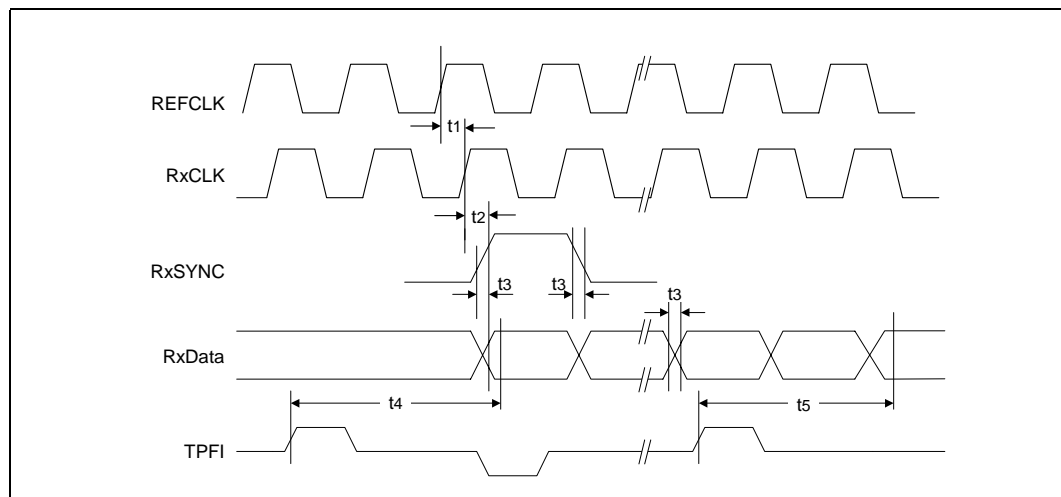 REFCLK
t1
RxCLK
t2
RxSYNC
t3
t3
t3
RxData
t4
t5
TPFI